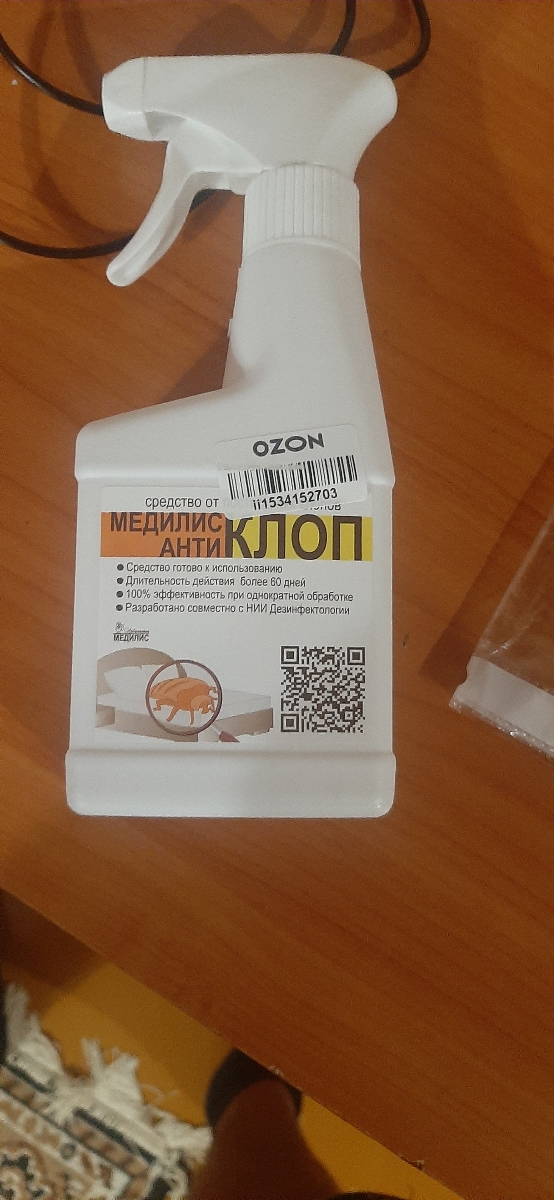 OZON
ii1534152703
средство от
МЕДИЛИС
АНТИ
КЛОП
• Средство готово к использованию
• Длительность действия более 60 дней
• 100% эффективность при однократной обработке
• Разработано совместно с НИИ Дезинфектологии
МЕДИЛИС